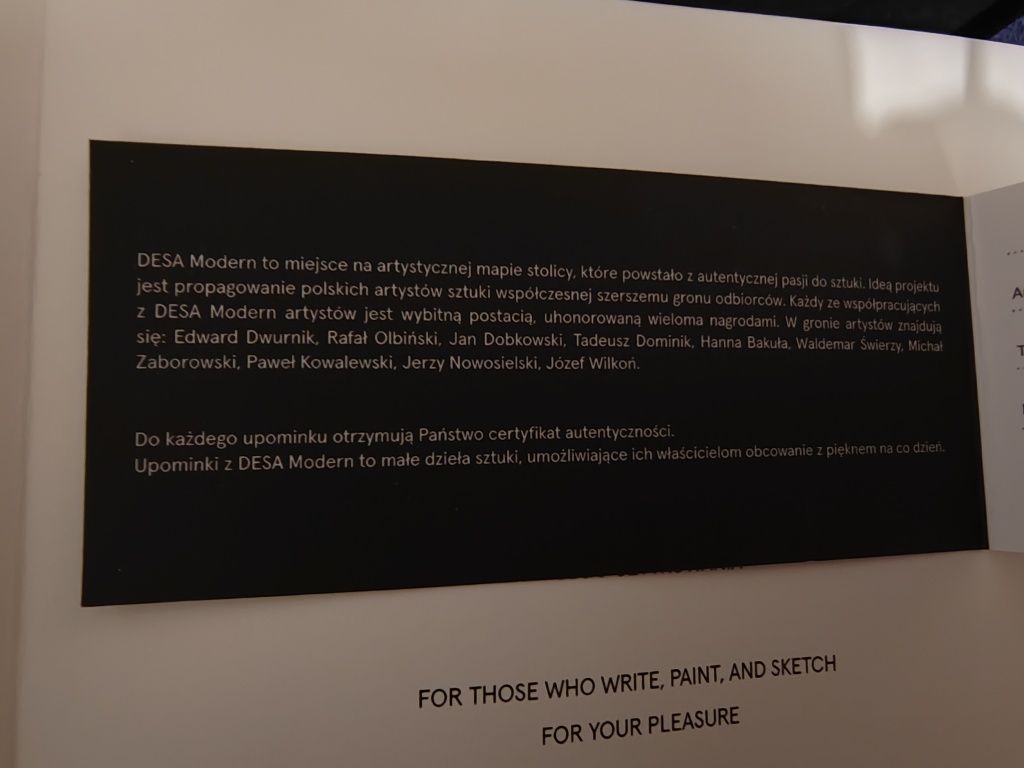 DESA Modern to miejsce na artystycznej mapie stolicy, które powstało z autentycznej pasji do sztuki. Ideą projektu
jest propagowanie polskich artystów sztuki współczesnej szerszemu gronu odbiorców. Każdy ze współpracujących
z DESA Modern artystów jest wybitną postacią, uhonorowaną wieloma nagrodami. W gronie artystów znajdują
się: Edward Dwurnik, Rafał Olbiński, Jan Dobkowski, Tadeusz Dominik, Hanna Bakuła, Waldemar Świerzy, Michał
Zaborowski, Paweł Kowalewski, Jerzy Nowosielski, Józef Wilkoń.
Do każdego upominku otrzymują Państwo certyfikat autentyczności.
Upominki z DESA Modern to małe dzieła sztuki, umożliwiające ich właścicielom obcowanie z pięknem na co dzień.
FOR THOSE WHO WRITE, PAINT, AND SKETCH
FOR YOUR PLEASURE